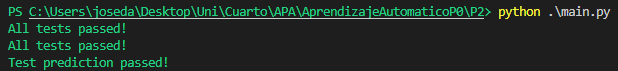 PS C:\Users\joseda\Desktop\Uni\Cuarto\APA\AprendizajeAutomaticoP0\P2> python .\main.py
All tests passed!
All tests passed!
Test prediction passed!